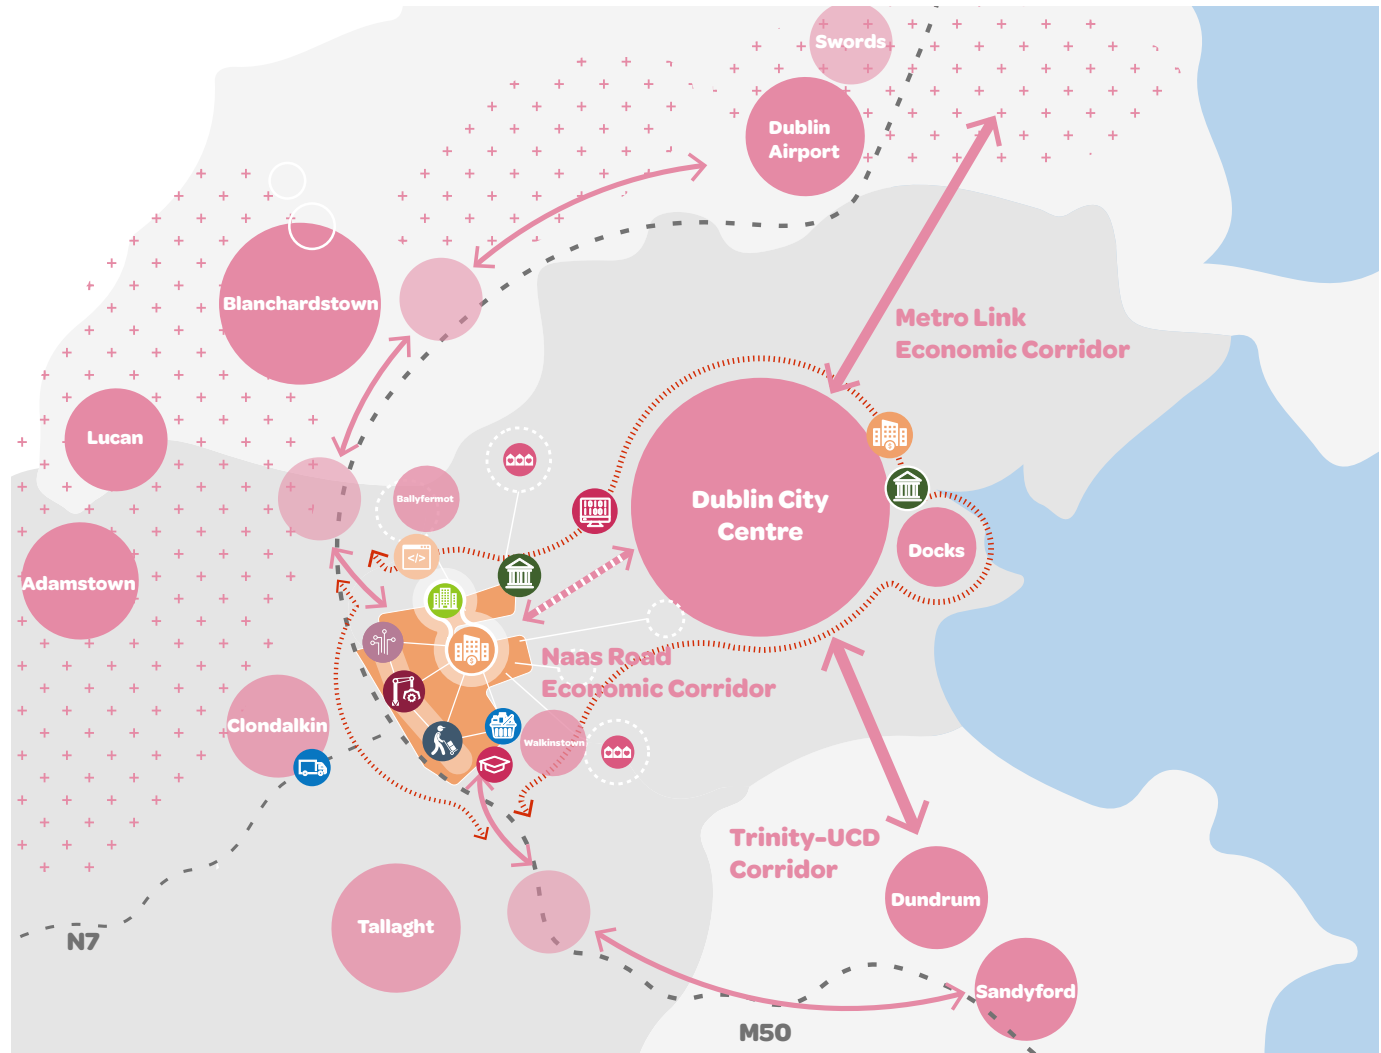 Swords
Dublin
Airport
Blanchardstown
Metro Link
Economic Corridor
Lucan
Ballyfermot
Dublin City
Centre
Docks
Adamstown
Naas Road
Economic Corridor
Clondalkin
Walkinstown
Trinity-UCD
Corridor
Dundrum
Tallaght
N7
Sandyford
M50